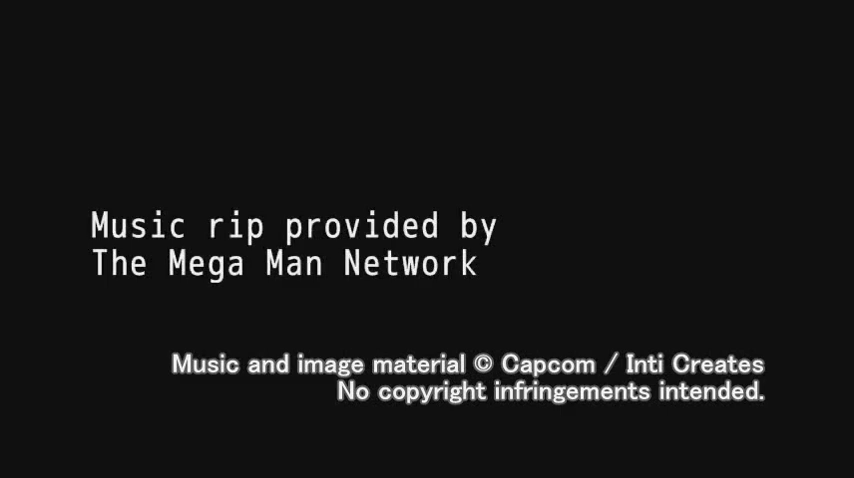 Music rip provided by
The Mega Man Network
Music and image material © Capcom / Inti Creates
No copyright infringements intended.